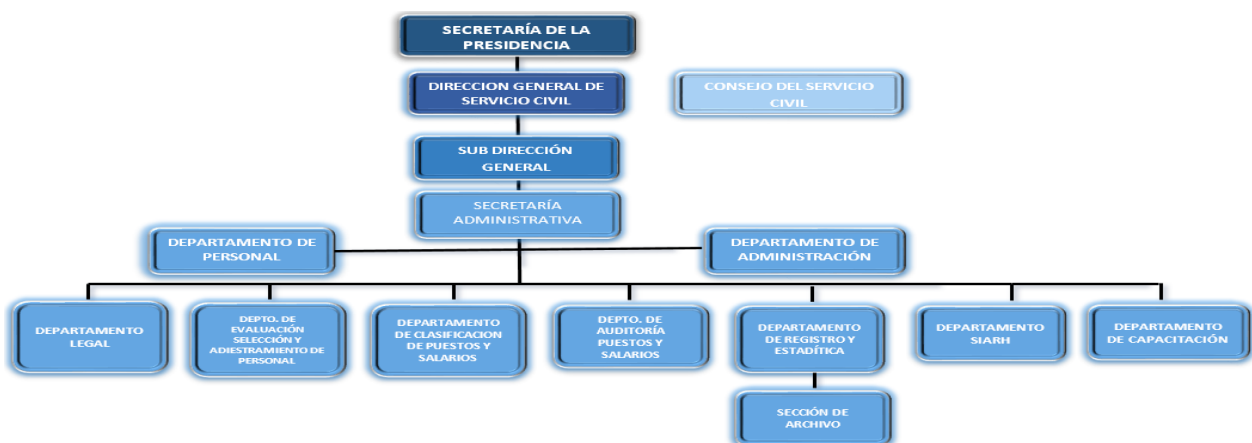 SECRETARÍA DE LA
PRESIDENCIA
DIRECCION GENERAL DE
SERVICIO CIVIL
CONSEJO DEL SERVICIO
CIVIL
SUB DIRECCIÓN
GENERAL
SECRETARÍA
ADMINISTRATIVA
DEPARTAMENTO DE
PERSONAL
DEPARTAMENTO DE
ADMINISTRACIÓN
DEPARTAMENTO
LEGAL
DEPTO. DE
EVALUACIÓN
SELECCIÓN Y
ADIESTRAMIENTO DE
PERSONAL
DEPARTAMENTO
DE CLASIFICACION
DE PUESTOS Y
SALARIOS
DEPTO. DE
AUDITORÍA
PUESTOS Y
SALARIOS
DEPARTAMENTO
DE REGISTRO Y
ESTADÍTICA
DEPARTAMENTO
SIARH
DEPARTAMENTO
DE CAPACITACIÓN
SECCIÓN DE
ARCHIVO